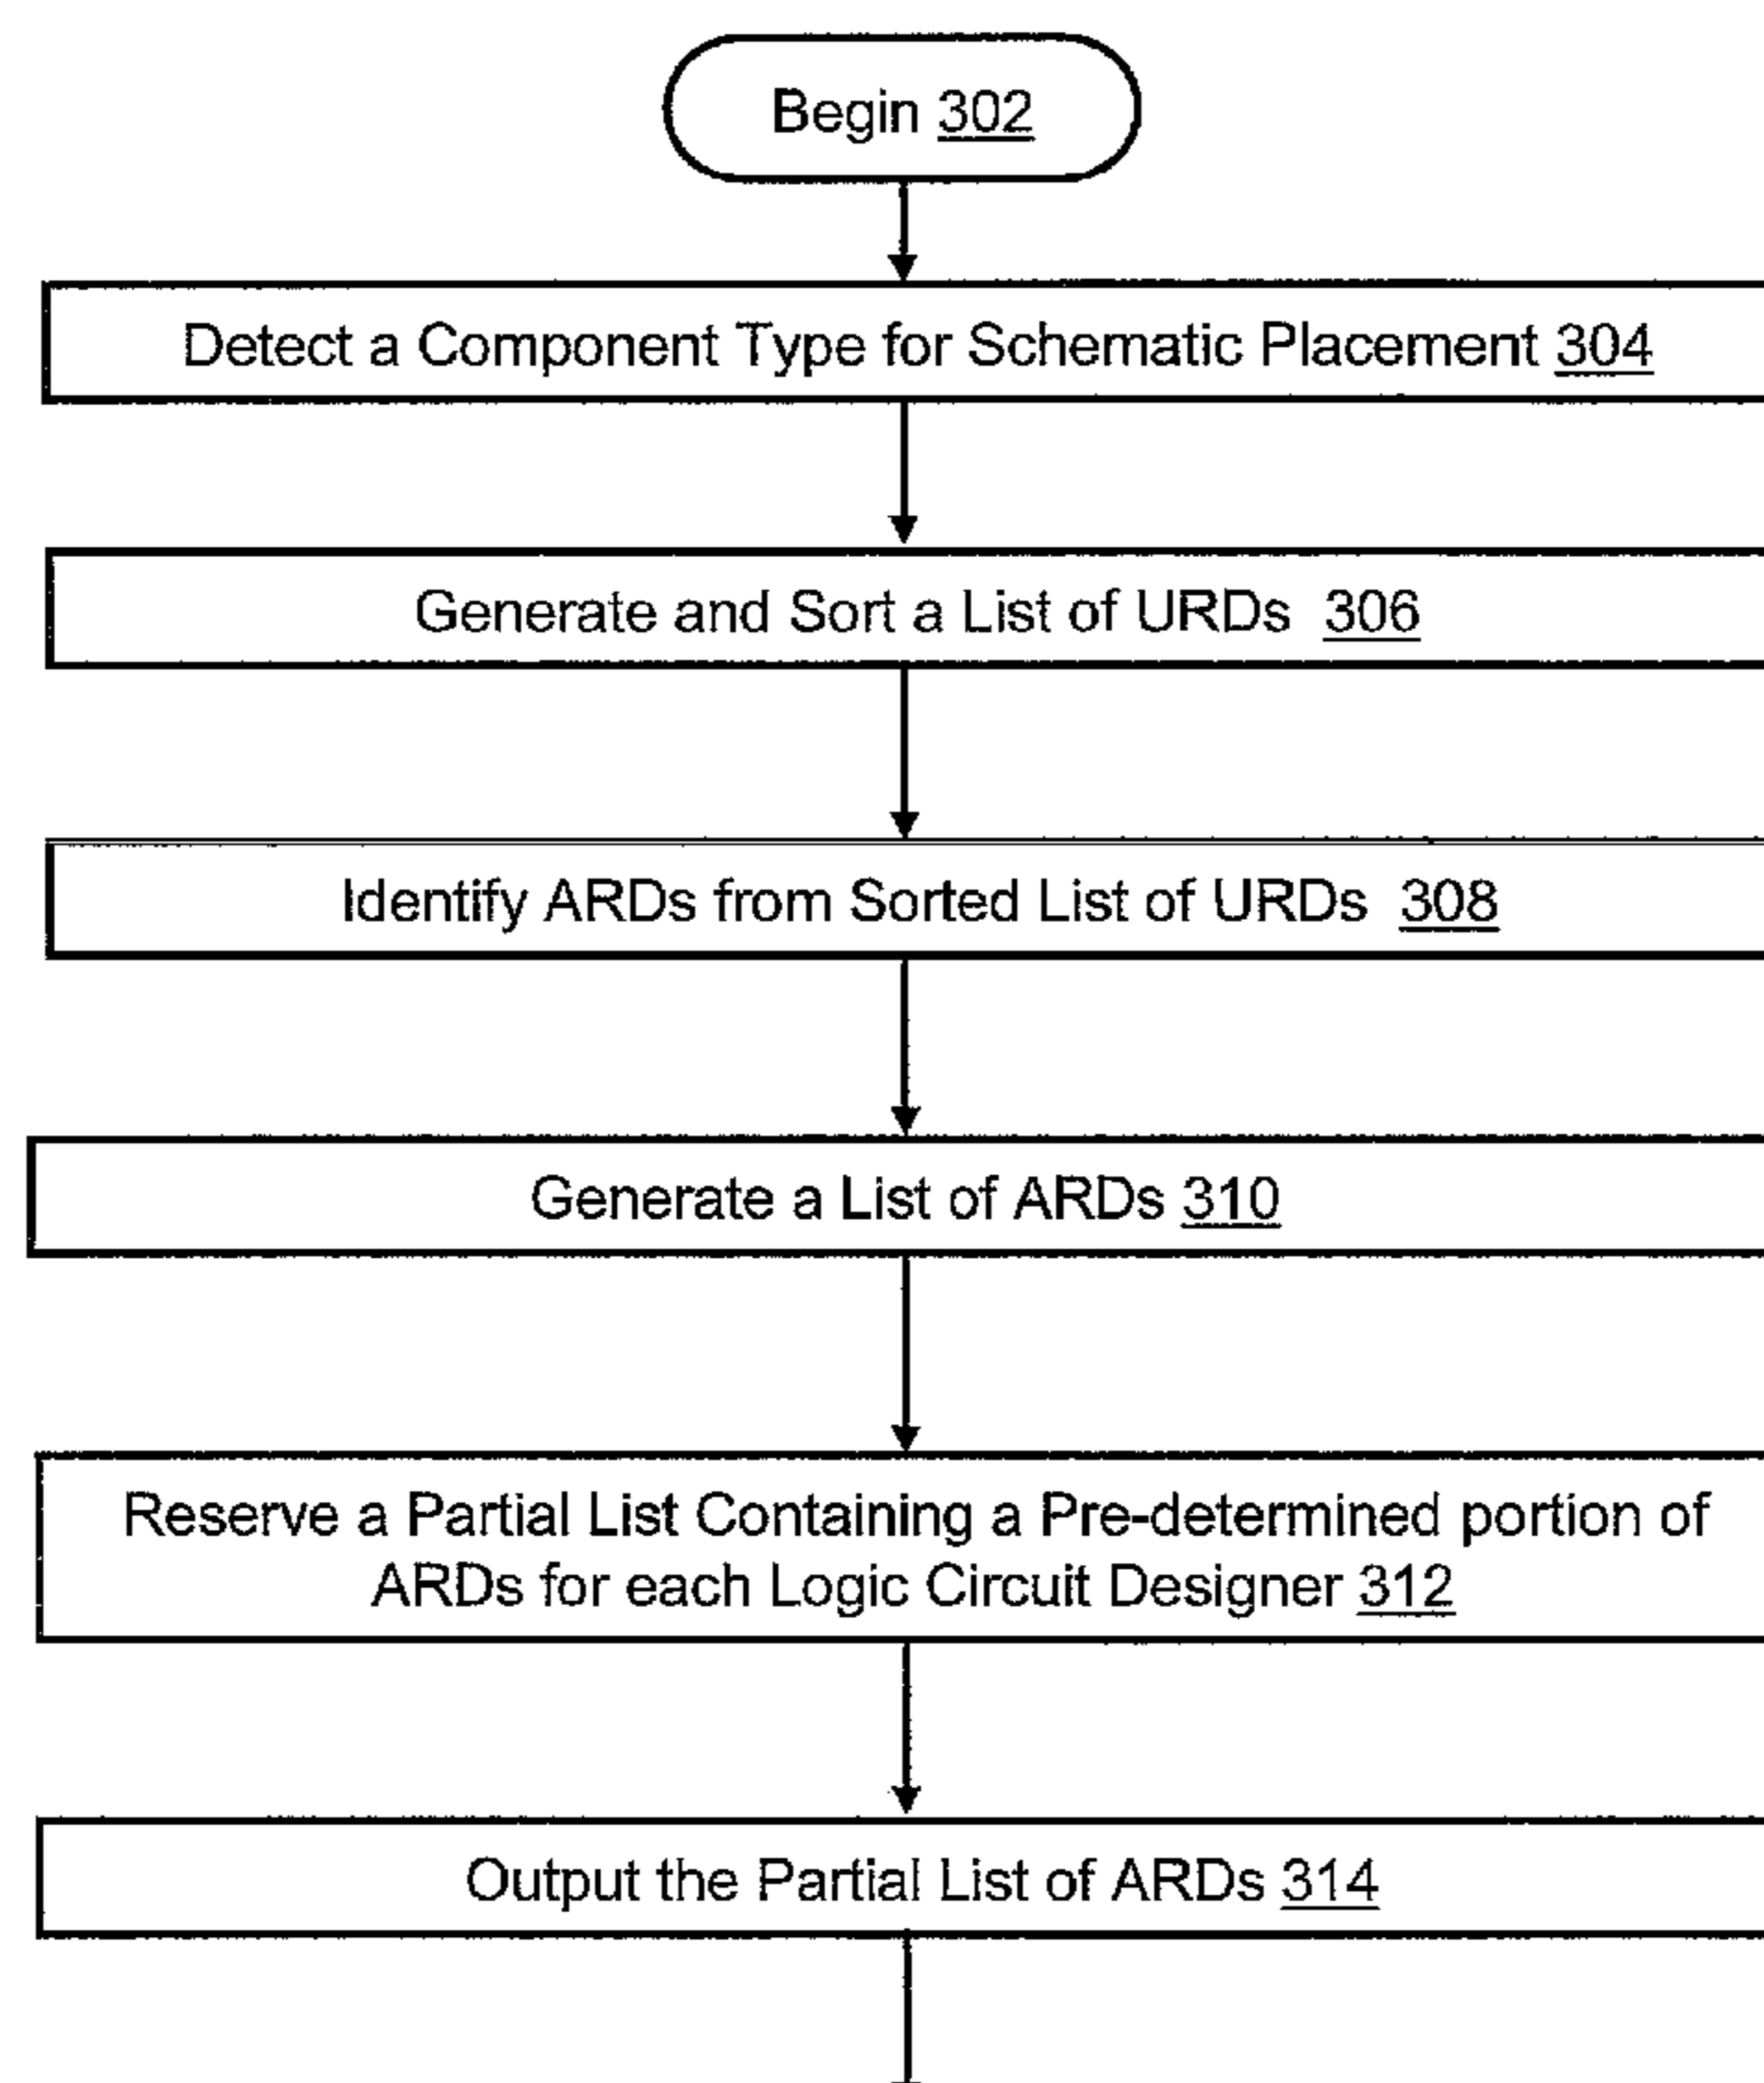 Begin 302
Detect a Component Type for Schematic Placement 304
Generate and Sort a List of URDs 306
Identify ARDs from Sorted List of URDs 308
Generate a List of ARDs 310
Reserve a Partial List Containing a Pre-determined portion of
ARDs for each Logic Circuit Designer 312
Output the Partial List of ARDs 314